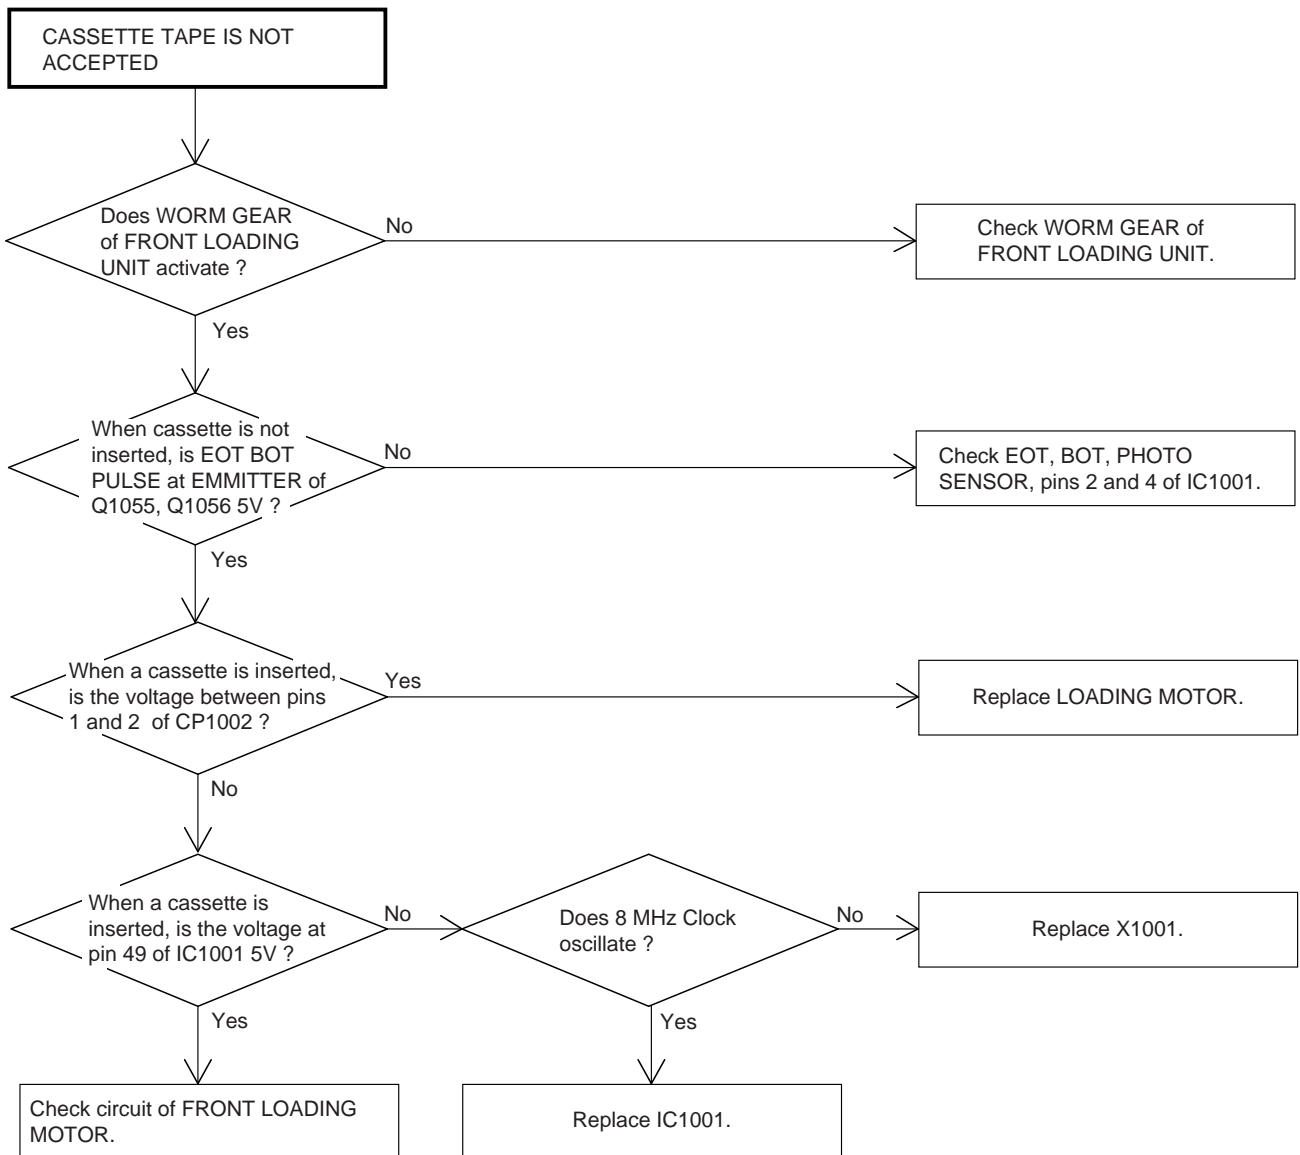 CASSETTE TAPE IS NOT
ACCEPTED
Does WORM GEAR
of FRONT LOADING
UNIT activate ?
No
Check WORM GEAR of
FRONT LOADING UNIT.
Yes
When cassette is not
inserted, is EOT BOT
PULSE at EMMITTER of
Q1055, Q1056 5V ?
No
Check EOT, BOT, PHOTO
SENSOR, pins 2 and 4 of IC1001.
Yes
When a cassette is inserted,
is the voltage between pins
1 and 2 of CP1002 ?
Yes
Replace LOADING MOTOR.
No
When a cassette is
inserted, is the voltage at
pin 49 of IC1001 5V ?
No
Does 8 MHz Clock
oscillate ?
No
Replace X1001.
Yes
Yes
Check circuit of FRONT LOADING
MOTOR.
Replace IC1001.